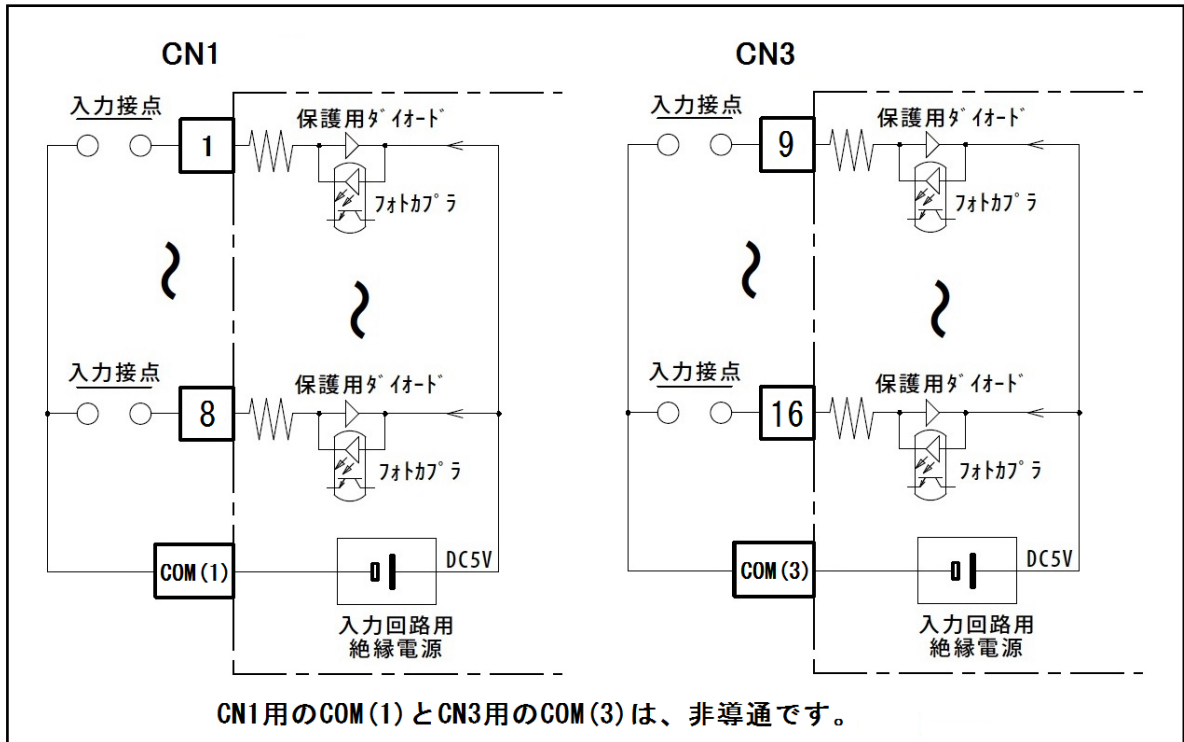 CN1
入力接点
1
保護用ダイオード
フォトカプラ
入力接点
8
保護用ダイオード
フォトカプラ
COM(1)
DC5V
入力回路用
絶縁電源
CN3
入力接点
9
保護用ダイオード
フォトカプラ
入力接点
16
保護用ダイオード
フォトカプラ
COM(3)
DC5V
入力回路用
絶縁電源
CN1用のCOM(1)とCN3用のCOM(3)は、非導通です。